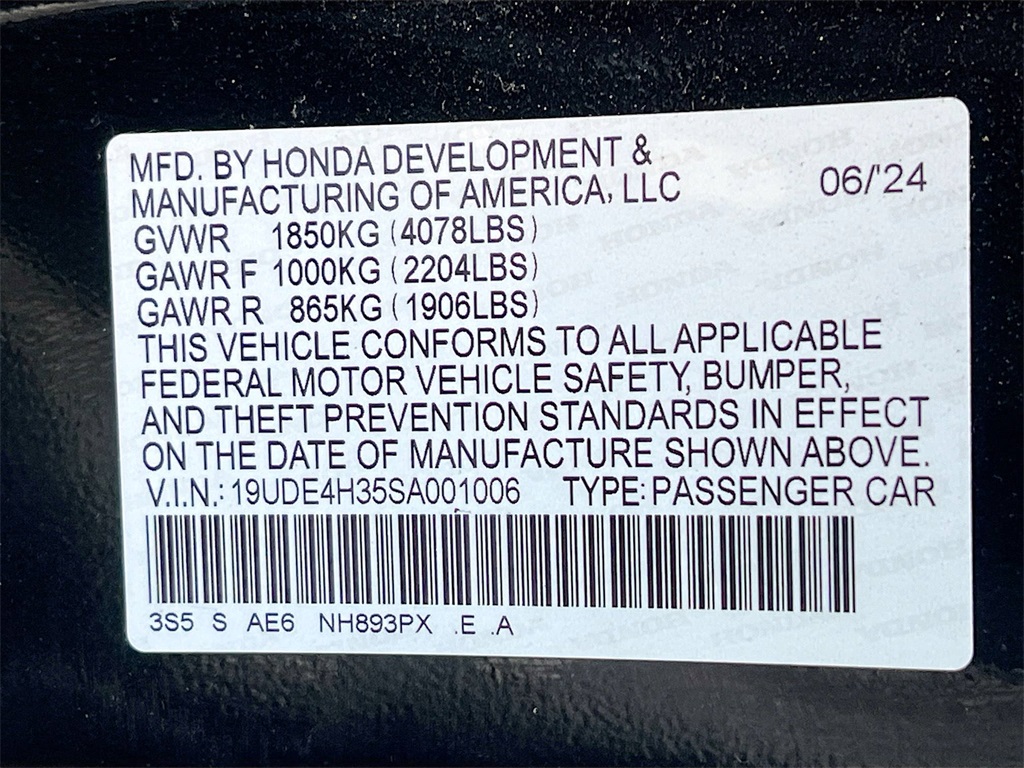 MFD. BY HONDA DEVELOPMENT &
MANUFACTURING OF AMERICA, LLC 06/'24
GVWR 1850KG (4078LBS)
GAWR F 1000KG (2204LBS)
GAWR R 865KG (1906LBS)
THIS VEHICLE CONFORMS TO ALL APPLICABLE
FEDERAL MOTOR VEHICLE SAFETY, BUMPER,
AND THEFT PREVENTION STANDARDS IN EFFECT
ON THE DATE OF MANUFACTURE SHOWN ABOVE.
V.I.N.: 19UDE4H35SA001006 TYPE: PASSENGER CAR
3S5 S AE6 NH893PX .E .A